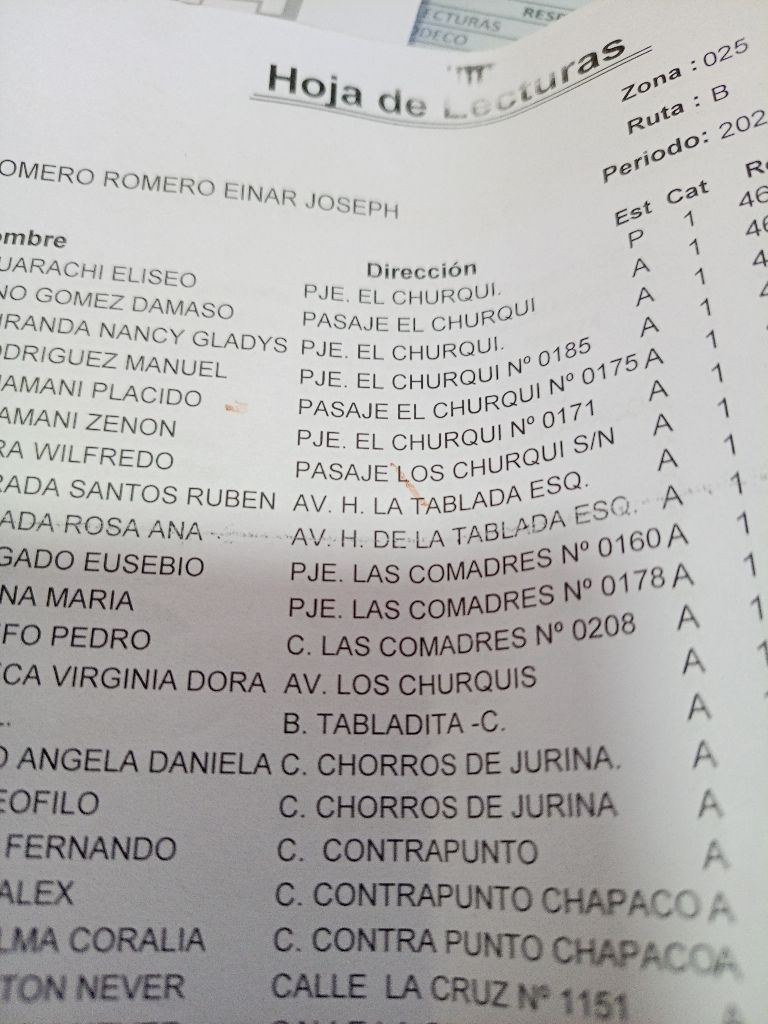 ECTURAS
DECO
Hoja de Lecturas
Zona : 025
Ruta : B
Periodo: 202
OMERO ROMERO EINAR JOSEPH
ombre Dirección Est Cat
UARACHI ELISEO PJE. EL CHURQUI. P 1 46
NO GOMEZ DAMASO PASAJE EL CHURQUI A 1 46
IRANDA NANCY GLADYS PJE. EL CHURQUI. A 1
ODRIGUEZ MANUEL PJE. EL CHURQUI Nº 0185 A 1
AMANI PLACIDO PASAJE EL CHURQUI Nº 0175 A 1
AMANI ZENON PJE. EL CHURQUI Nº 0171 A 1
RA WILFREDO PASAJE LOS CHURQUI S/N A 1
RADA SANTOS RUBEN AV. H. LA TABLADA ESQ. A 1
ADA ROSA ANA AV. H. DE LA TABLADA ESQ. A 1
GADO EUSEBIO PJE. LAS COMADRES Nº 0160 A 1
NA MARIA PJE. LAS COMADRES Nº 0178 A 1
FO PEDRO C. LAS COMADRES Nº 0208 A 1
CA VIRGINIA DORA AV. LOS CHURQUIS A
L. B. TABLADITA -C. A
O ANGELA DANIELA C. CHORROS DE JURINA. A
EOFILO C. CHORROS DE JURINA A
FERNANDO C. CONTRAPUNTO A
ALEX C. CONTRAPUNTO CHAPACO A
LMA CORALIA C. CONTRA PUNTO CHAPACO A
TON NEVER CALLE LA CRUZ Nº 1151